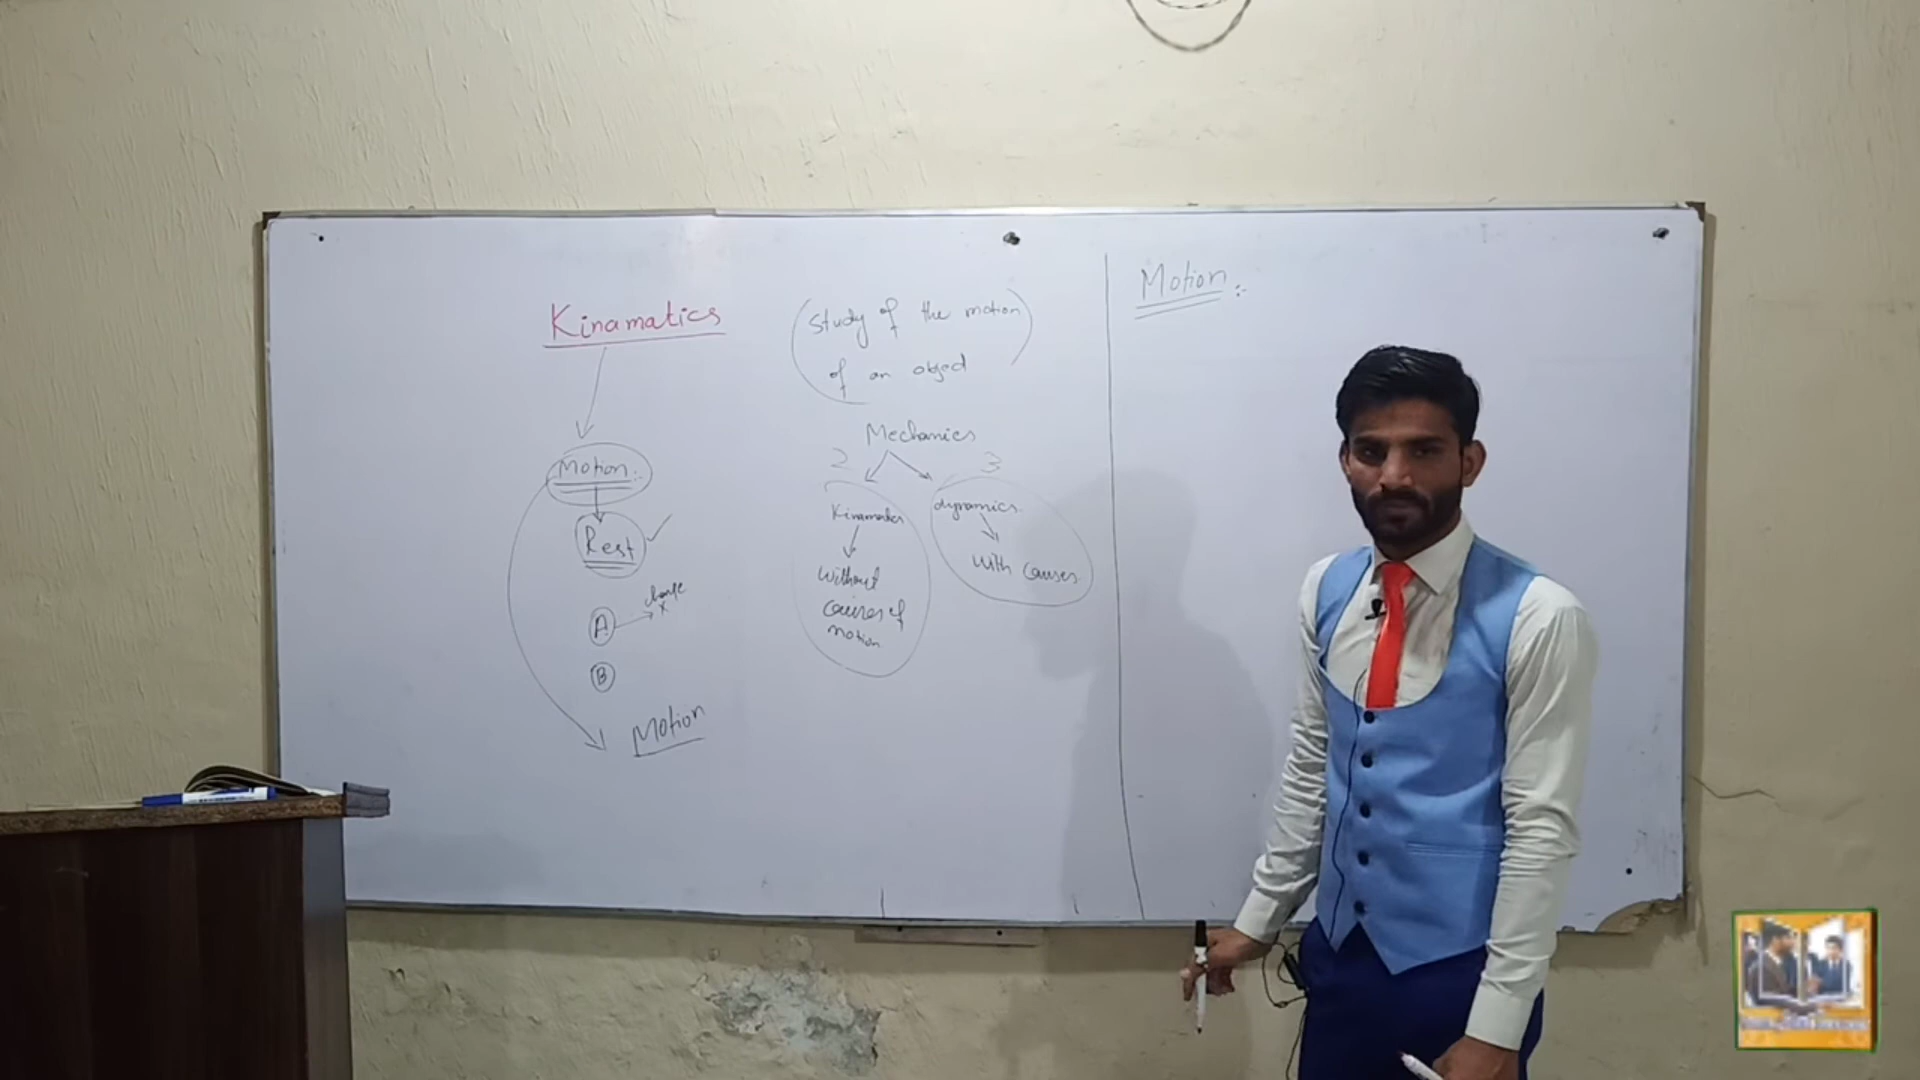 Kinamatics
Motion:
Rest
A
change
x
B
Motion
(study of the motion
of an object
Mechanics
2
3
Kinamatics
dynamics
without
causes of
motion
with causes
Motion:-